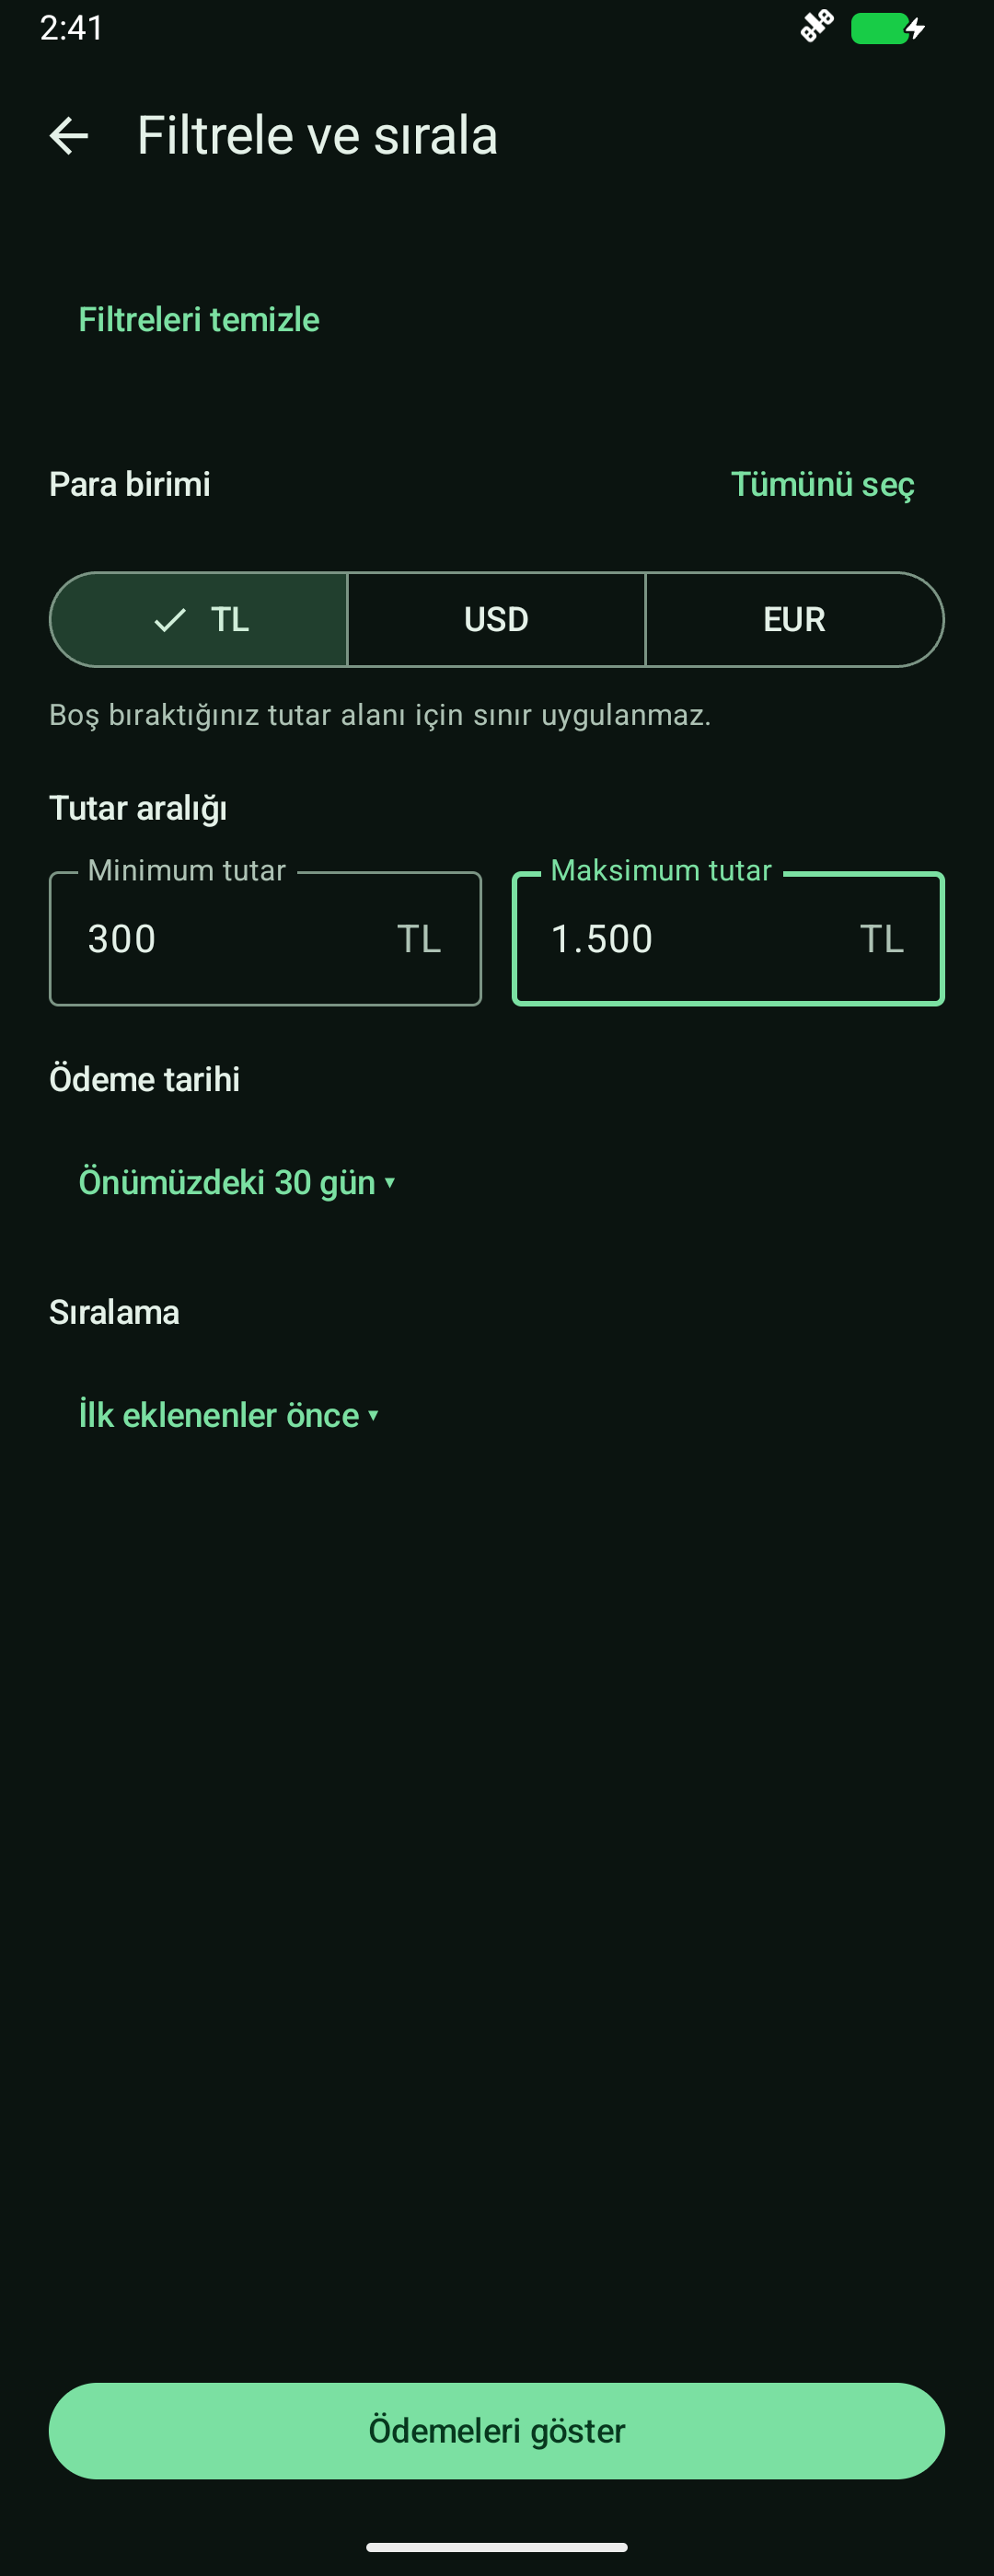 2:41
Filtrele ve sırala
Filtreleri temizle
Para birimi
Tümünü seç
TL
USD
EUR
Boş bıraktığınız tutar alanı için sınır uygulanmaz.
Tutar aralığı
Minimum tutar
Maksimum tutar
300 TL
1.500 TL
Ödeme tarihi
Önümüzdeki 30 gün
Sıralama
İlk eklenenler önce
Ödemeleri göster